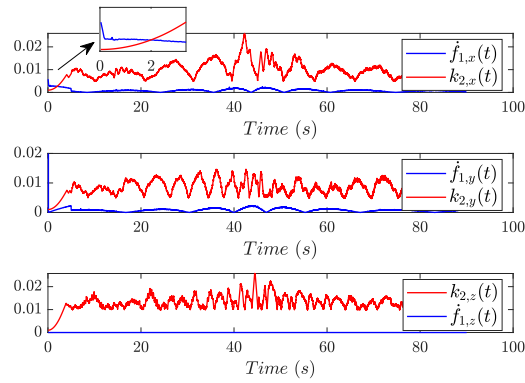 0 2
0.02
0.01
0
ḟ₁,ₓ(t)
k₂,ₓ(t)
0 20 40 60 80 100
Time (s)
0.02
0.01
0
ḟ₁,y(t)
k₂,y(t)
0 20 40 60 80 100
Time (s)
0.02
0.01
0
k₂,z(t)
ḟ₁,z(t)
0 20 40 60 80 100
Time (s)